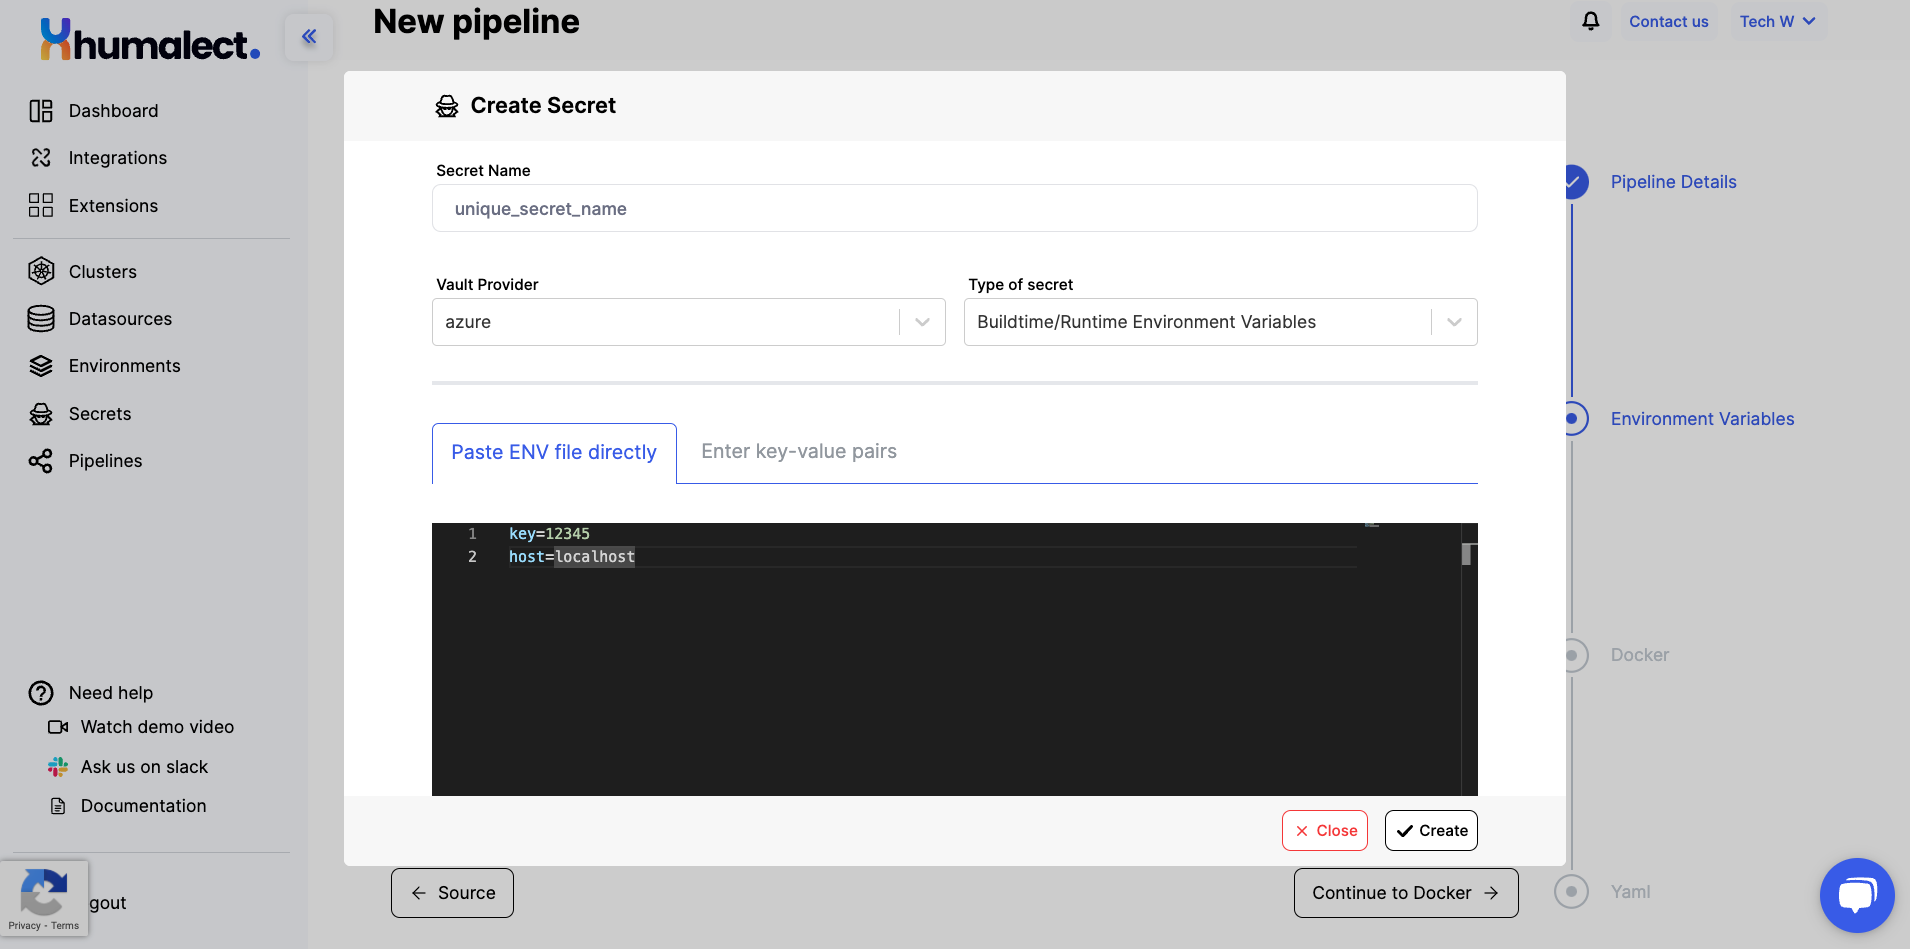 humalect.
New pipeline
Contact us
Tech W
Dashboard
Integrations
Extensions
Clusters
Datasources
Environments
Secrets
Pipelines
Need help
Watch demo video
Ask us on slack
Documentation
gout
Privacy - Terms
Create Secret
Secret Name
unique_secret_name
Vault Provider
Type of secret
azure
Buildtime/Runtime Environment Variables
Paste ENV file directly
Enter key-value pairs
1 key=12345
2 host=localhost
Close
Create
Source
Continue to Docker
Pipeline Details
Environment Variables
Docker
Yaml